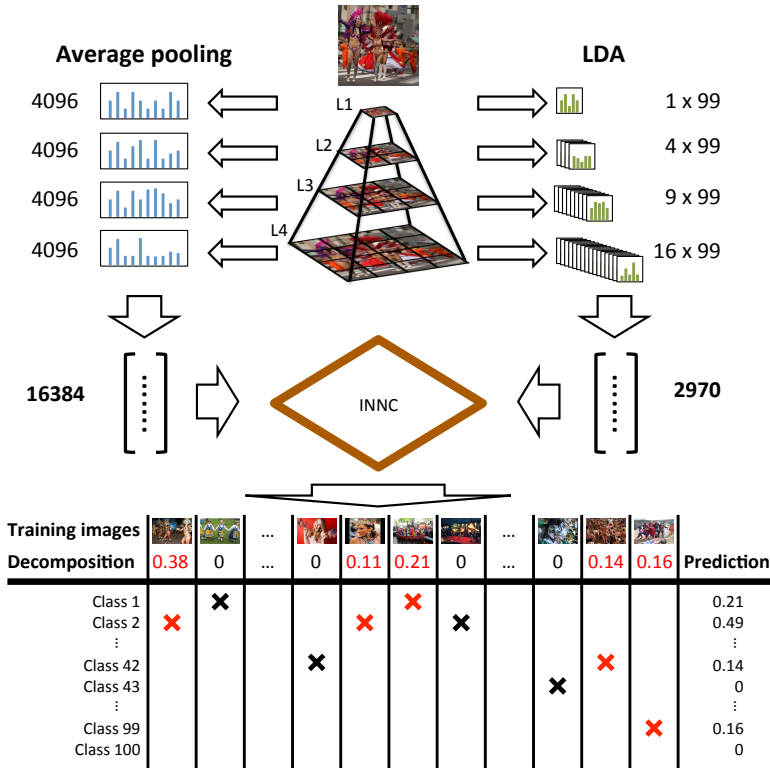 Average pooling
LDA
L1
4096
1 x 99
L2
4096
4 x 99
L3
4096
9 x 99
L4
4096
16 x 99
16384
INNC
2970
Training images ... ...
Decomposition 0.38 0 ... 0 0.11 0.21 0 ... 0 0.14 0.16 Prediction
Class 1 0.21
Class 2 0.49
⋮ ⋮
Class 42 0.14
Class 43 0
⋮ ⋮
Class 99 0.16
Class 100 0